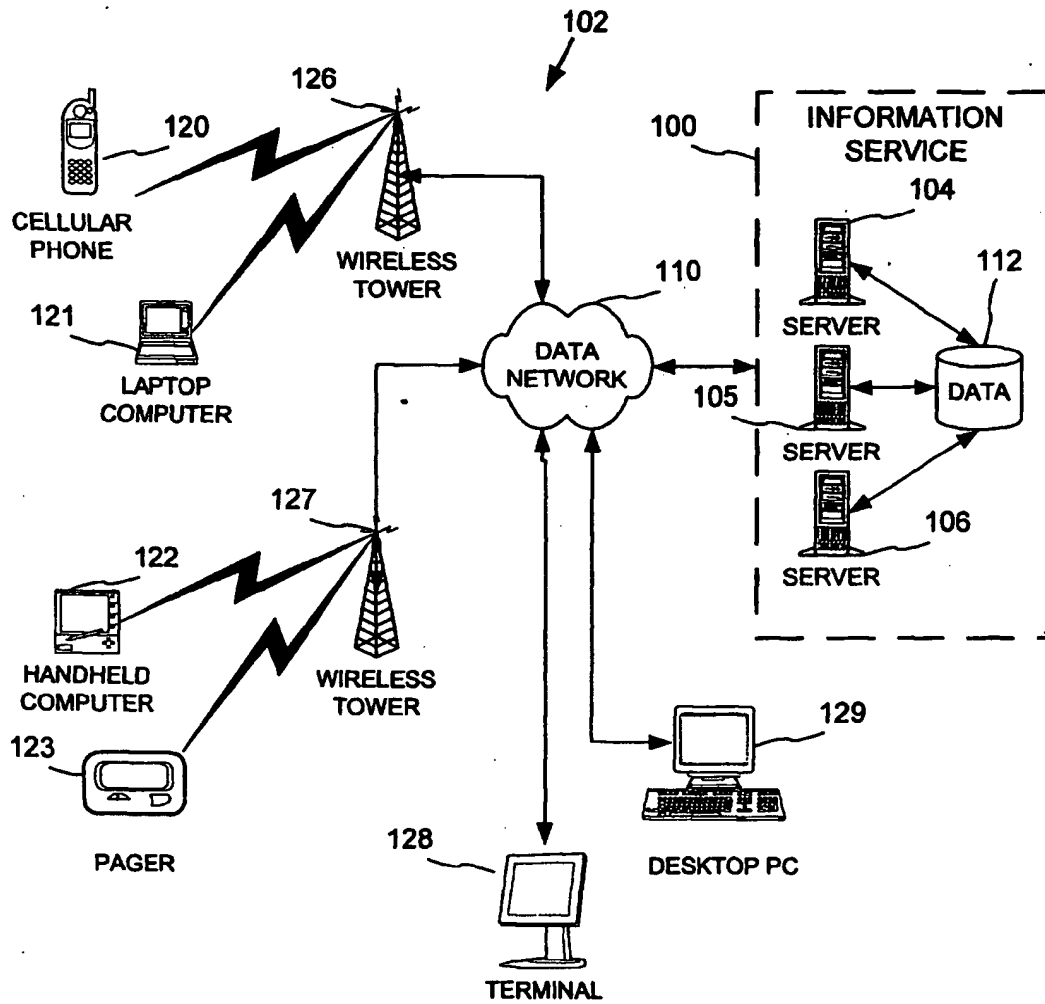 102
126
120
CELLULAR
PHONE
WIRELESS
TOWER
121
LAPTOP
COMPUTER
110
DATA
NETWORK
100
INFORMATION
SERVICE
104
SERVER
112
DATA
105
SERVER
106
SERVER
127
122
HANDHELD
COMPUTER
WIRELESS
TOWER
123
PAGER
128
TERMINAL
129
DESKTOP PC